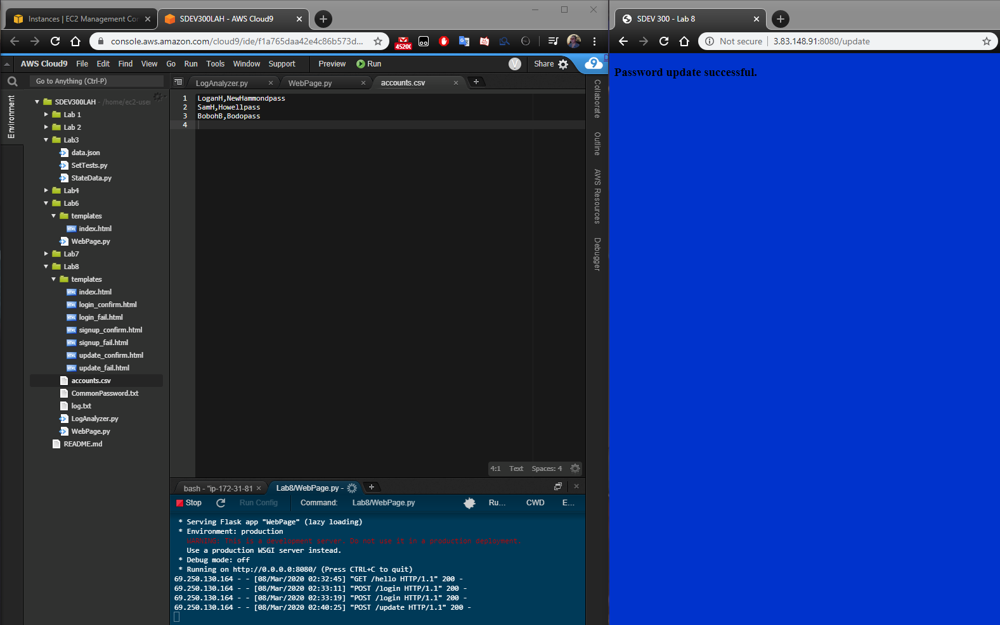 Instances | EC2 Management Con
SDEV300LAH - AWS Cloud9
console.aws.amazon.com/cloud9/ide/f1a765daa42e4c86b573d...
45200
AWS Cloud9 File Edit Find View Go Run Tools Window Support Preview Run V Share 9
Go to Anything (Ctrl-P)
LogAnalyzer.py WebPage.py accounts.csv
Environment
SDEV300LAH - /home/ec2-user
Lab 1
Lab 2
Lab3
data.json
SetTests.py
StateData.py
Lab4
Lab6
templates
index.html
WebPage.py
Lab7
Lab8
templates
index.html
login_confirm.html
login_fail.html
signup_confirm.html
signup_fail.html
update_confirm.html
update_fail.html
accounts.csv
CommonPassword.txt
log.txt
LogAnalyzer.py
WebPage.py
README.md
1 LoganH,NewHammondpass
2 SamH,Howellpass
3 BobohB,Bodopass
4
4:1 Text Spaces: 4
Collaborate
Outline
AWS Resources
Debugger
bash - "ip-172-31-81 Lab8/WebPage.py -
Stop Run Config Command: Lab8/WebPage.py Ru... CWD E...
* Serving Flask app "WebPage" (lazy loading)
* Environment: production
WARNING: This is a development server. Do not use it in a production deployment.
Use a production WSGI server instead.
* Debug mode: off
* Running on http://0.0.0.0:8080/ (Press CTRL+C to quit)
69.250.130.164 - - [08/Mar/2020 02:32:45] "GET /hello HTTP/1.1" 200 -
69.250.130.164 - - [08/Mar/2020 02:33:11] "POST /login HTTP/1.1" 200 -
69.250.130.164 - - [08/Mar/2020 02:33:19] "POST /login HTTP/1.1" 200 -
69.250.130.164 - - [08/Mar/2020 02:40:25] "POST /update HTTP/1.1" 200 -
SDEV 300 - Lab 8
Not secure 3.83.148.91:8080/update
Password update successful.